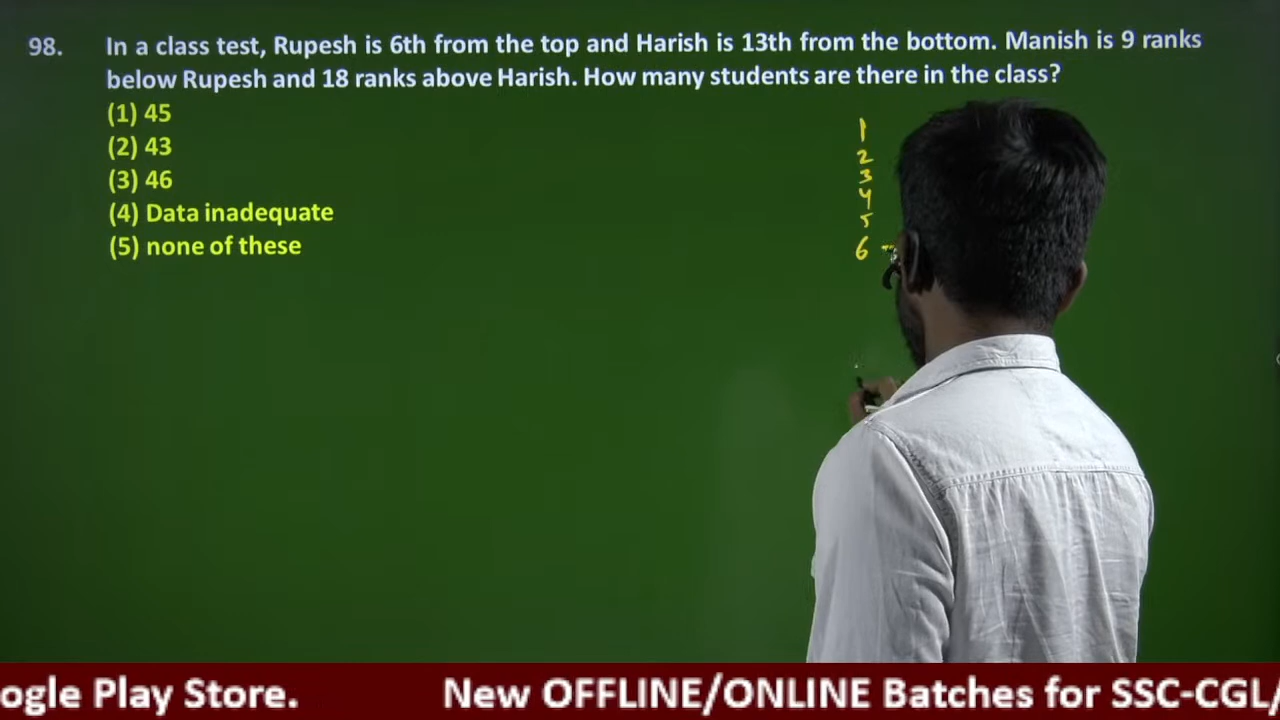 98. In a class test, Rupesh is 6th from the top and Harish is 13th from the bottom. Manish is 9 ranks
below Rupesh and 18 ranks above Harish. How many students are there in the class?
(1) 45
(2) 43
(3) 46
(4) Data inadequate
(5) none of these
1
2
3
4
5
6
ogle Play Store. New OFFLINE/ONLINE Batches for SSC-CGL/